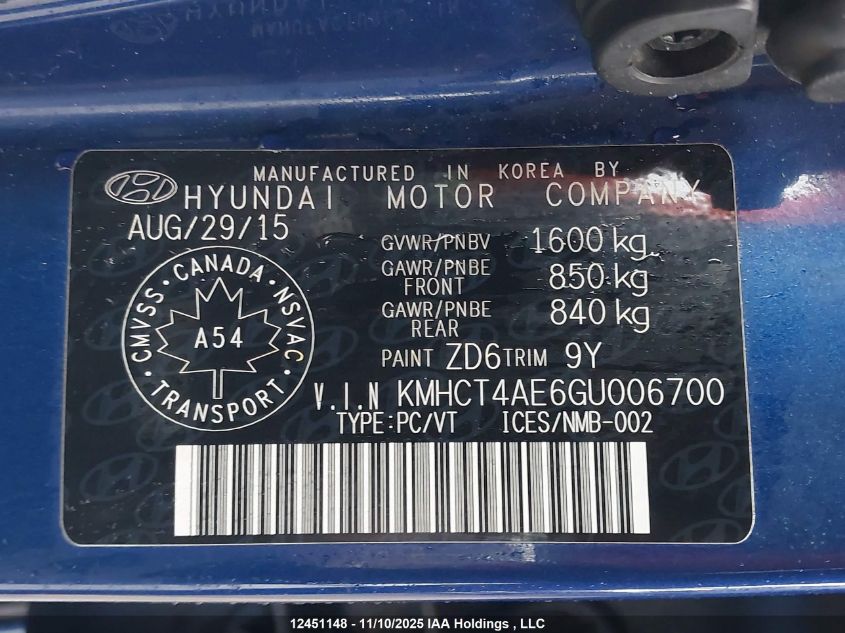 MANUFACTURED IN KOREA BY
HYUNDAI MOTOR COMPANY
AUG/29/15
GVWR/PNBV 1600 kg
GAWR/PNBE FRONT 850 kg
GAWR/PNBE REAR 840 kg
CMVSS · CANADA · NSVAC · TRANSPORT ·
A54
PAINT ZD6 TRIM 9Y
V.I.N KMHCT4AE6GU006700
TYPE:PC/VT ICES/NMB-002
12451148 - 11/10/2025 IAA Holdings , LLC